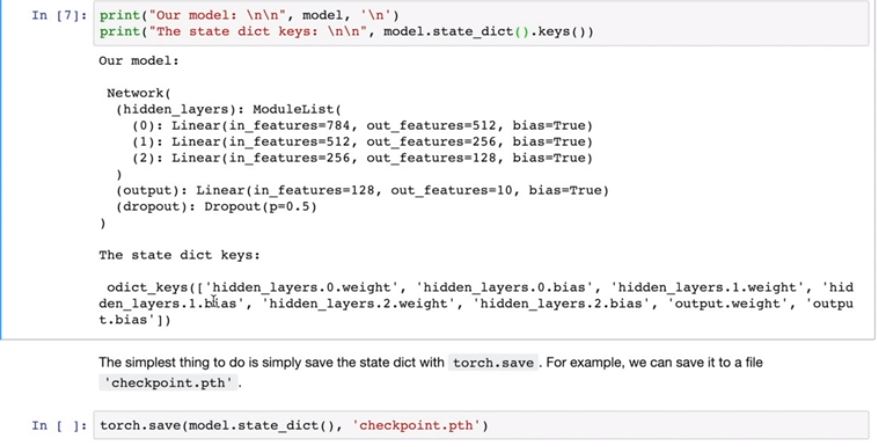 In [7]: print("Our model: \n\n", model, '\n')
print("The state dict keys: \n\n", model.state_dict().keys())
Our model:
Network(
(hidden_layers): ModuleList(
(0): Linear(in_features=784, out_features=512, bias=True)
(1): Linear(in_features=512, out_features=256, bias=True)
(2): Linear(in_features=256, out_features=128, bias=True)
)
(output): Linear(in_features=128, out_features=10, bias=True)
(dropout): Dropout(p=0.5)
)
The state dict keys:
odict_keys(['hidden_layers.0.weight', 'hidden_layers.0.bias', 'hidden_layers.1.weight', 'hid
den_layers.1.bias', 'hidden_layers.2.weight', 'hidden_layers.2.bias', 'output.weight', 'outpu
t.bias'])
The simplest thing to do is simply save the state dict with torch.save . For example, we can save it to a file
'checkpoint.pth' .
In [ ]: torch.save(model.state_dict(), 'checkpoint.pth')